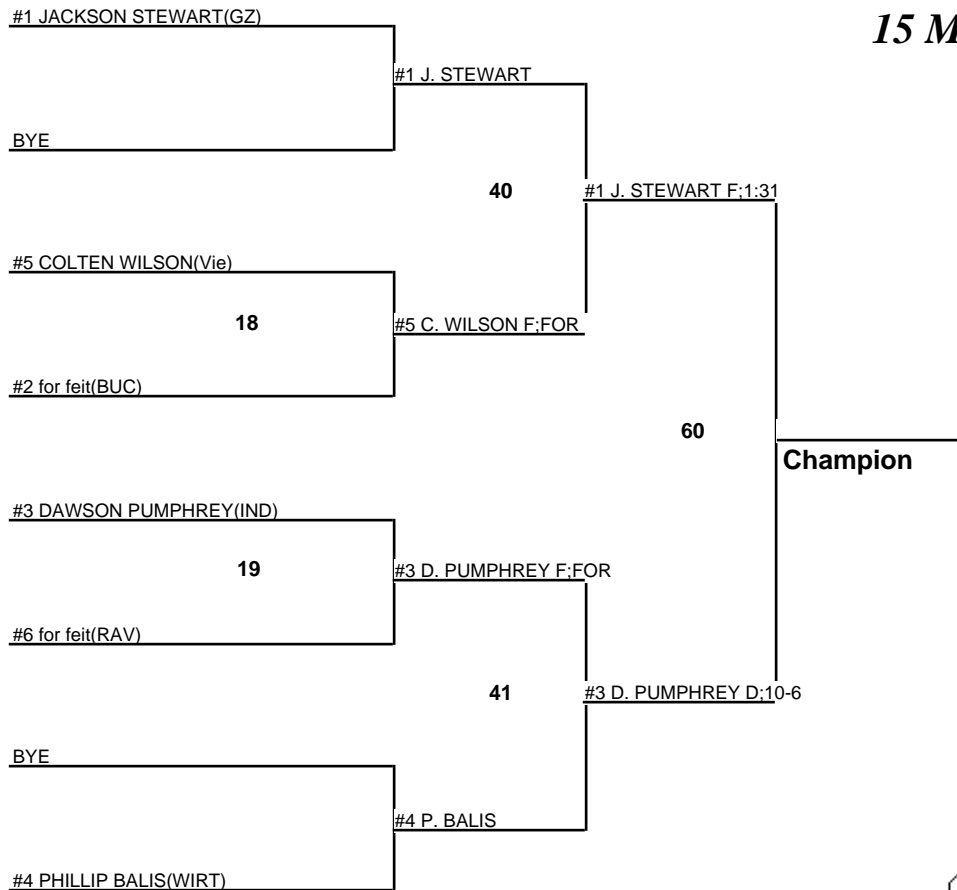 #1 JACKSON STEWART(GZ)
15 M
#1 J. STEWART
BYE
40
#1 J. STEWART F;1:31
#5 COLTEN WILSON(Vie)
18
#5 C. WILSON F;FOR
#2 for feit(BUC)
60
Champion
#3 DAWSON PUMPHREY(IND)
19
#3 D. PUMPHREY F;FOR
#6 for feit(RAV)
41
#3 D. PUMPHREY D;10-6
BYE
#4 P. BALIS
#4 PHILLIP BALIS(WIRT)